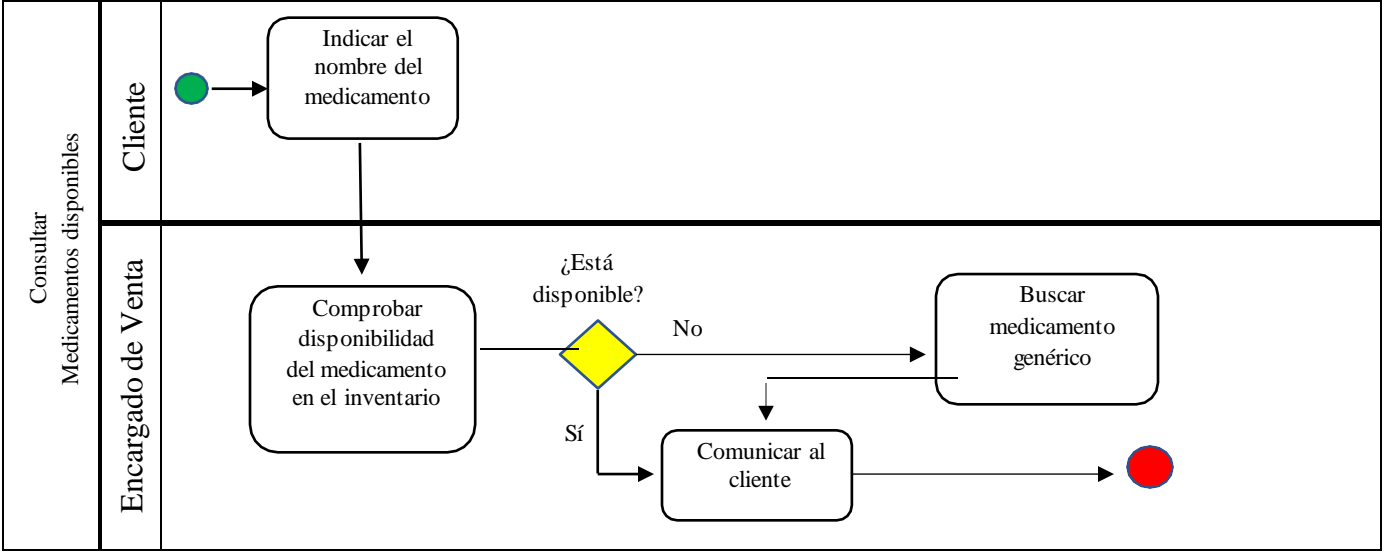 Consultar
Medicamentos disponibles
Cliente
Indicar el
nombre del
medicamento
Encargado de Venta
Comprobar
disponibilidad
del medicamento
en el inventario
¿Está
disponible?
No
Sí
Buscar
medicamento
genérico
Comunicar al
cliente